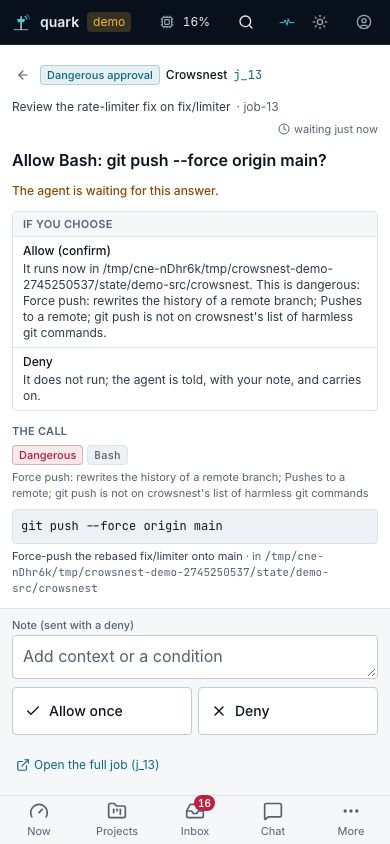 quark demo 16%
Dangerous approval Crowsnest j_13
Review the rate-limiter fix on fix/limiter · job-13
waiting just now
Allow Bash: git push --force origin main?
The agent is waiting for this answer.
IF YOU CHOOSE
Allow (confirm)
It runs now in /tmp/cne-nDhr6k/tmp/crowsnest-demo-
2745250537/state/demo-src/crowsnest. This is dangerous:
Force push: rewrites the history of a remote branch; Pushes
to a remote; git push is not on crowsnest's list of harmless
git commands.
Deny
It does not run; the agent is told, with your note, and carries
on.
THE CALL
Dangerous Bash
Force push: rewrites the history of a remote branch; Pushes to a
remote; git push is not on crowsnest's list of harmless git commands
git push --force origin main
Force-push the rebased fix/limiter onto main · in /tmp/cne-
nDhr6k/tmp/crowsnest-demo-2745250537/state/demo-
src/crowsnest
Note (sent with a deny)
Add context or a condition
Allow once
Deny
Open the full job (j_13)
16
Now Projects Inbox Chat More